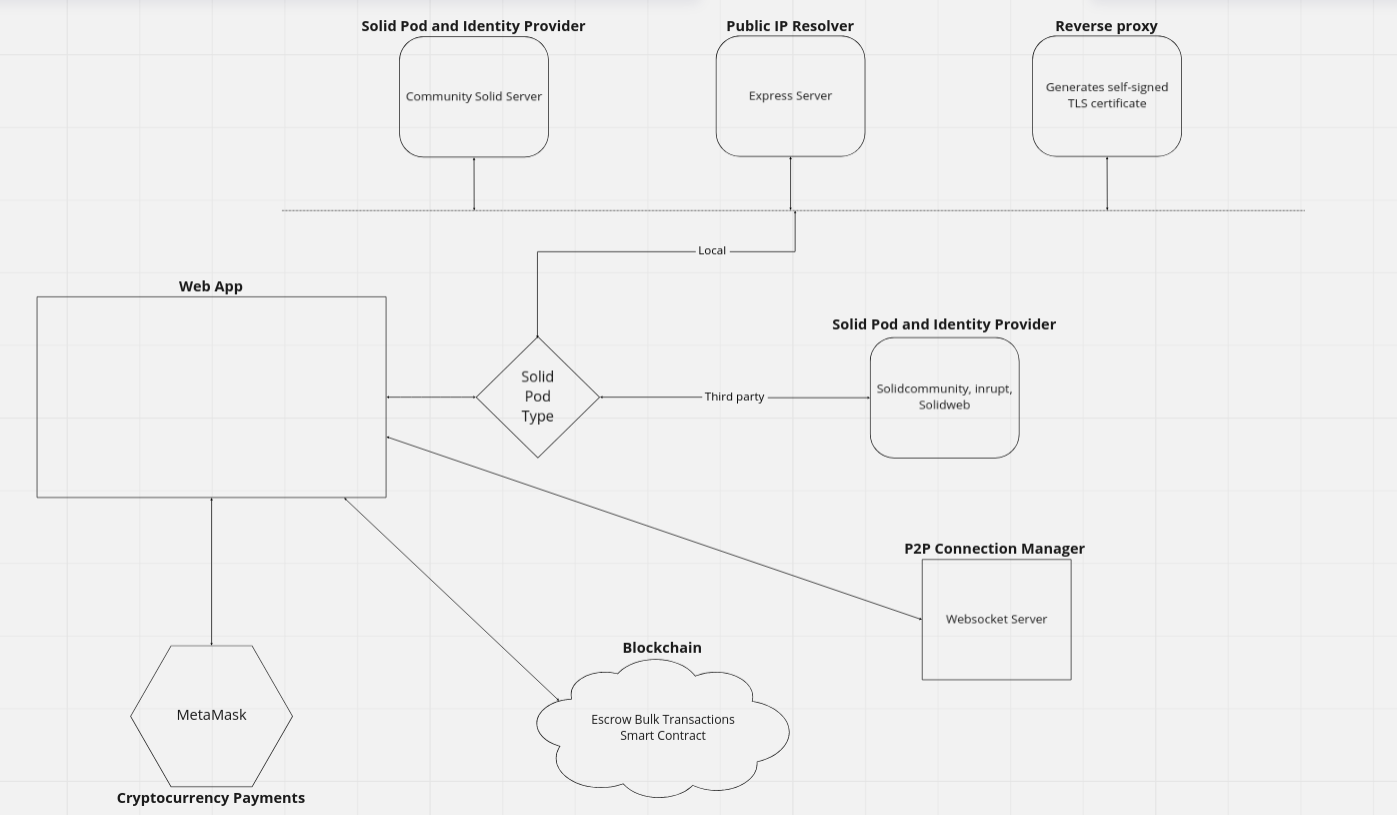 Solid Pod and Identity Provider
Public IP Resolver
Reverse proxy
Community Solid Server
Express Server
Generates self-signed
TLS certificate
Local
Web App
Solid Pod and Identity Provider
Solid
Pod
Type
Third party
Solidcommunity, inrupt,
Solidweb
P2P Connection Manager
Websocket Server
Blockchain
Escrow Bulk Transactions
Smart Contract
MetaMask
Cryptocurrency Payments